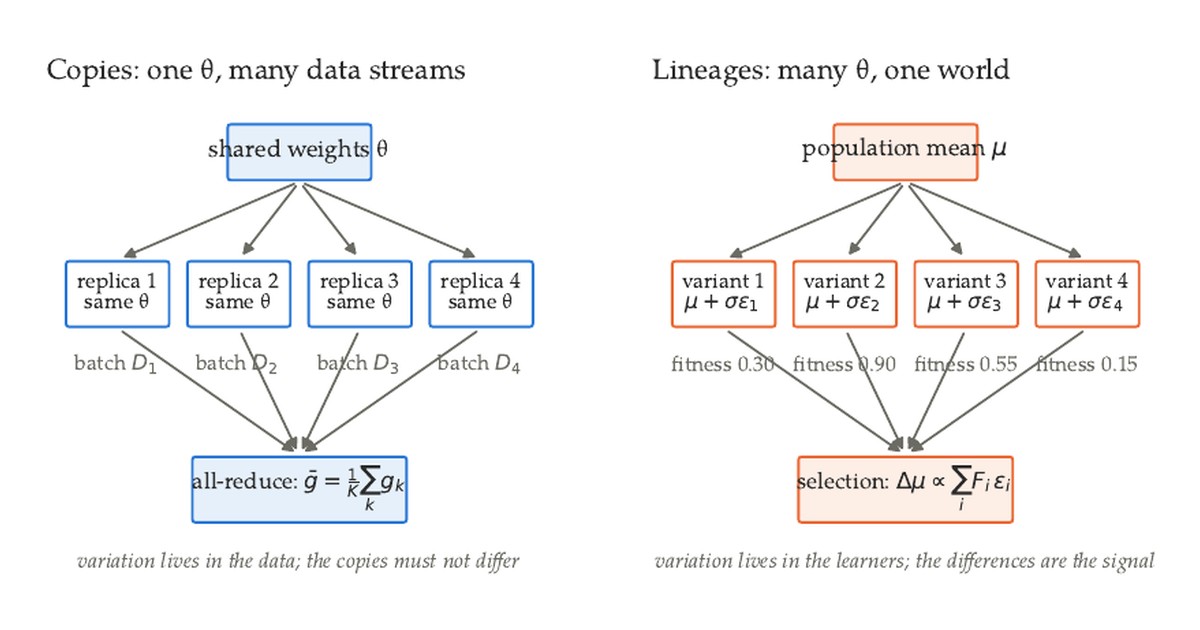 Copies: one θ, many data streams
shared weights θ
replica 1
same θ
replica 2
same θ
replica 3
same θ
replica 4
same θ
batch D₁
batch D₂
batch D₃
batch D₄
all-reduce: ḡ = 1/K ∑ₖ gₖ
variation lives in the data; the copies must not differ
Lineages: many θ, one world
population mean μ
variant 1
μ + σε₁
variant 2
μ + σε₂
variant 3
μ + σε₃
variant 4
μ + σε₄
fitness 0.30
fitness 0.90
fitness 0.55
fitness 0.15
selection: Δμ ∝ ∑ᵢ Fᵢ εᵢ
variation lives in the learners; the differences are the signal